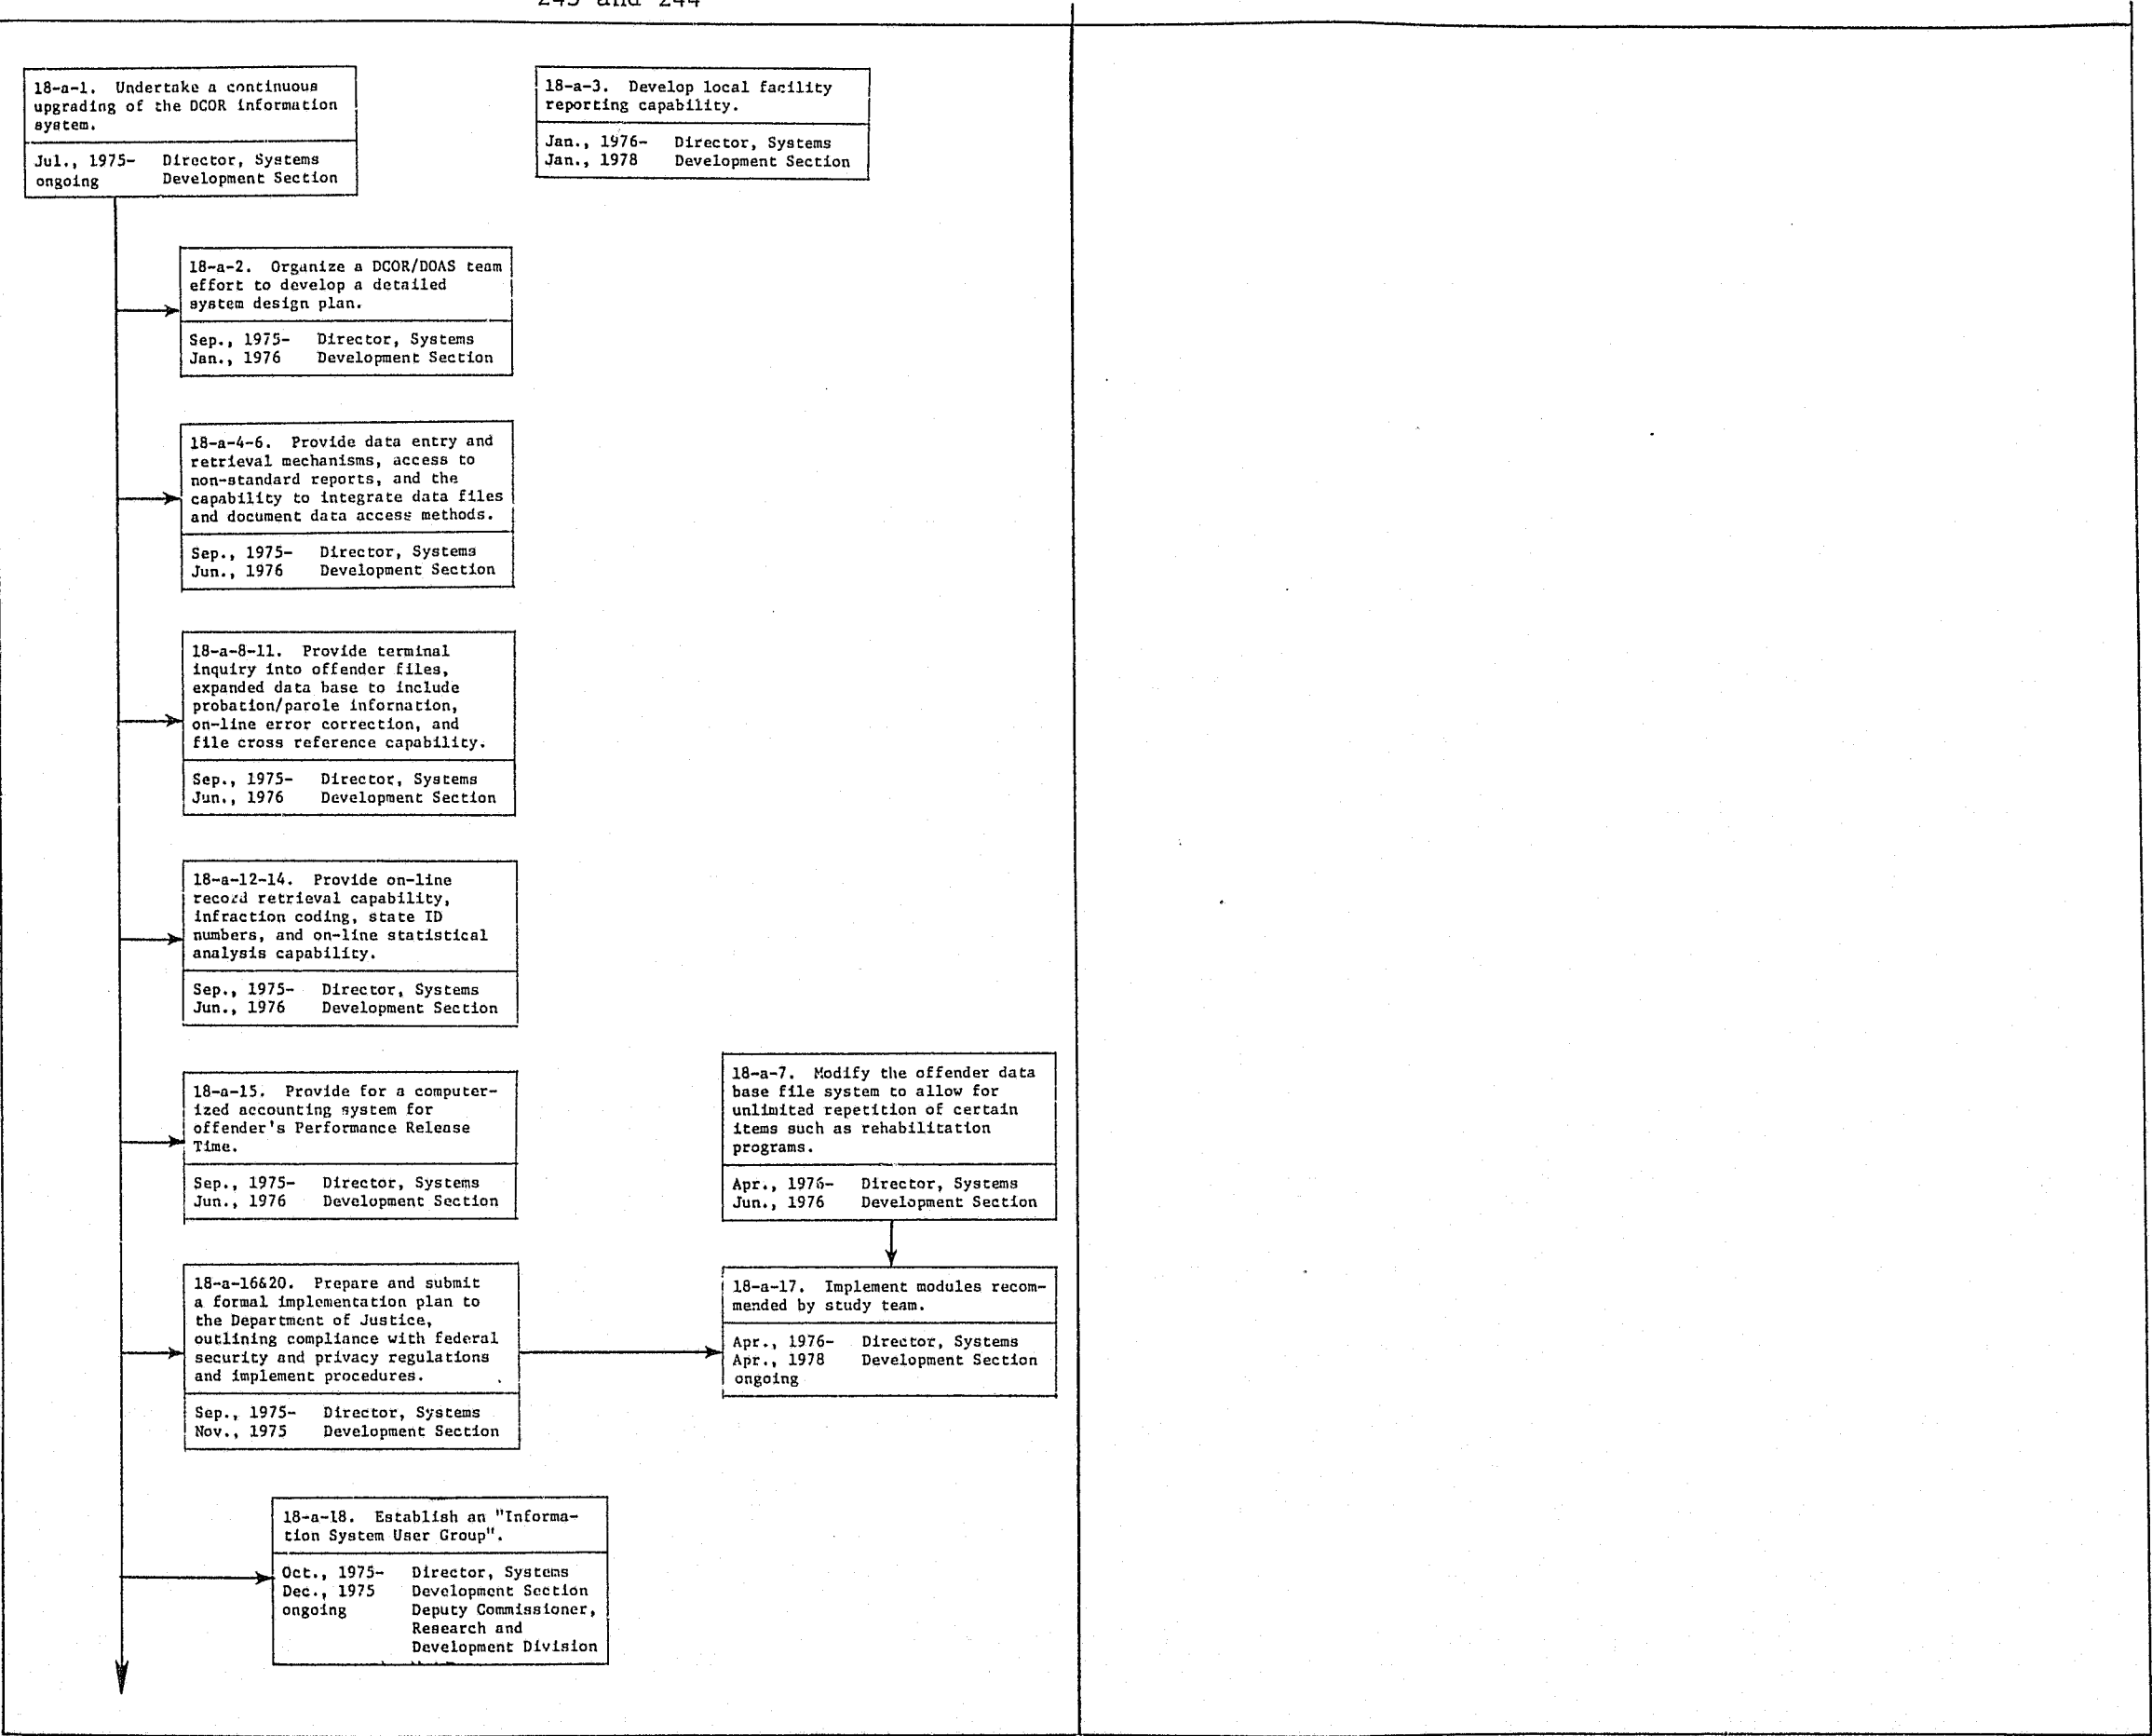 243 and 244
18-a-1. Undertake a continuous
upgrading of the DCOR information
system.
Jul., 1975- Director, Systems
ongoing Development Section
18-a-3. Develop local facility
reporting capability.
Jan., 1976- Director, Systems
Jan., 1978 Development Section
18-a-2. Organize a DCOR/DOAS team
effort to develop a detailed
system design plan.
Sep., 1975- Director, Systems
Jan., 1976 Development Section
18-a-4-6. Provide data entry and
retrieval mechanisms, access to
non-standard reports, and the
capability to integrate data files
and document data access methods.
Sep., 1975- Director, Systems
Jun., 1976 Development Section
18-a-8-11. Provide terminal
inquiry into offender files,
expanded data base to include
probation/parole information,
on-line error correction, and
file cross reference capability.
Sep., 1975- Director, Systems
Jun., 1976 Development Section
18-a-12-14. Provide on-line
record retrieval capability,
infraction coding, state ID
numbers, and on-line statistical
analysis capability.
Sep., 1975- Director, Systems
Jun., 1976 Development Section
18-a-15. Provide for a computer-
ized accounting system for
offender's Performance Release
Time.
Sep., 1975- Director, Systems
Jun., 1976 Development Section
18-a-7. Modify the offender data
base file system to allow for
unlimited repetition of certain
items such as rehabilitation
programs.
Apr., 1976- Director, Systems
Jun., 1976 Development Section
18-a-16&20. Prepare and submit
a formal implementation plan to
the Department of Justice,
outlining compliance with federal
security and privacy regulations
and implement procedures.
Sep., 1975- Director, Systems
Nov., 1975 Development Section
18-a-17. Implement modules recom-
mended by study team.
Apr., 1976- Director, Systems
Apr., 1978 Development Section
ongoing
18-a-18. Establish an "Informa-
tion System User Group".
Oct., 1975- Director, Systems
Dec., 1975 Development Section
ongoing Deputy Commissioner,
Research and
Development Division